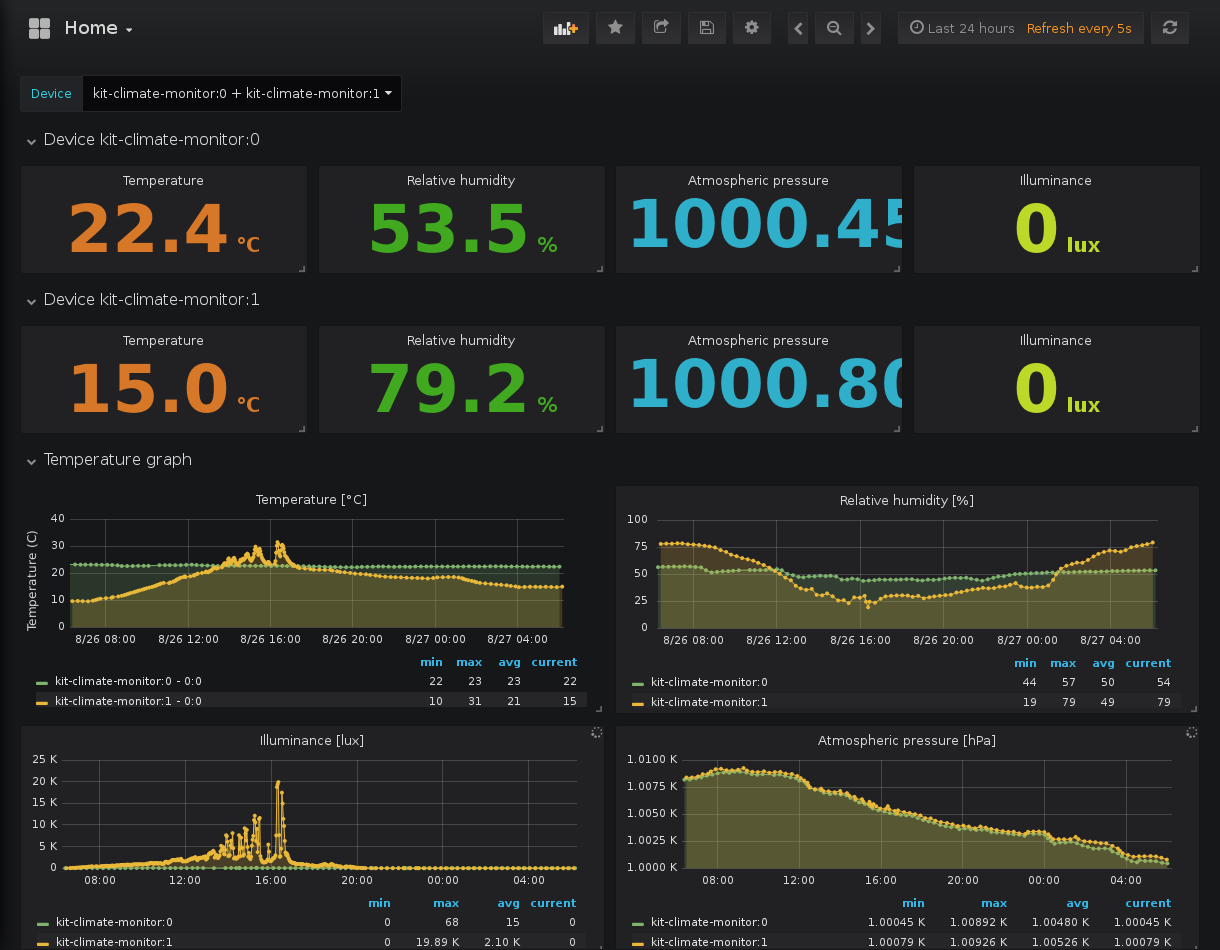 Home
Last 24 hours Refresh every 5s
Device kit-climate-monitor:0 + kit-climate-monitor:1
Device kit-climate-monitor:0
Temperature Relative humidity Atmospheric pressure Illuminance
22.4 °C 53.5 % 1000.45 0 lux
Device kit-climate-monitor:1
Temperature Relative humidity Atmospheric pressure Illuminance
15.0 °C 79.2 % 1000.80 0 lux
Temperature graph
Temperature [°C]
Temperature (C)
40
30
20
10
0
8/26 08:00 8/26 12:00 8/26 16:00 8/26 20:00 8/27 00:00 8/27 04:00
min max avg current
kit-climate-monitor:0 - 0:0 22 23 23 22
kit-climate-monitor:1 - 0:0 10 31 21 15
Relative humidity [%]
100
75
50
25
0
8/26 08:00 8/26 12:00 8/26 16:00 8/26 20:00 8/27 00:00 8/27 04:00
min max avg current
kit-climate-monitor:0 44 57 50 54
kit-climate-monitor:1 19 79 49 79
Illuminance [lux]
25 K
20 K
15 K
10 K
5 K
0
08:00 12:00 16:00 20:00 00:00 04:00
min max avg current
kit-climate-monitor:0 0 68 15 0
kit-climate-monitor:1 0 19.89 K 2.10 K 0
Atmospheric pressure [hPa]
1.0100 K
1.0075 K
1.0050 K
1.0025 K
1.0000 K
08:00 12:00 16:00 20:00 00:00 04:00
min max avg current
kit-climate-monitor:0 1.00045 K 1.00892 K 1.00480 K 1.00045 K
kit-climate-monitor:1 1.00079 K 1.00926 K 1.00526 K 1.00079 K